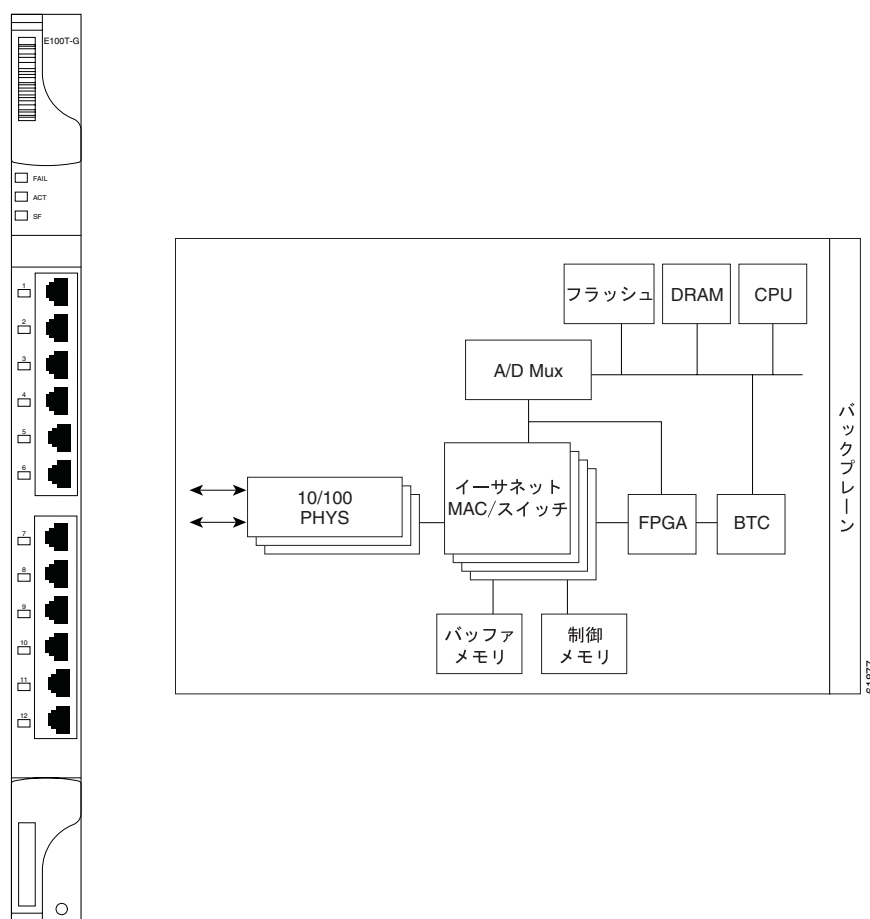 E100T-G
FAIL
ACT
SF
1
2
3
4
5
6
7
8
9
10
11
12
フラッシュ
DRAM
CPU
A/D Mux
10/100
PHYS
イーサネット
MAC/スイッチ
FPGA
BTC
バッファ
メモリ
制御
メモリ
バックプレーン
61877